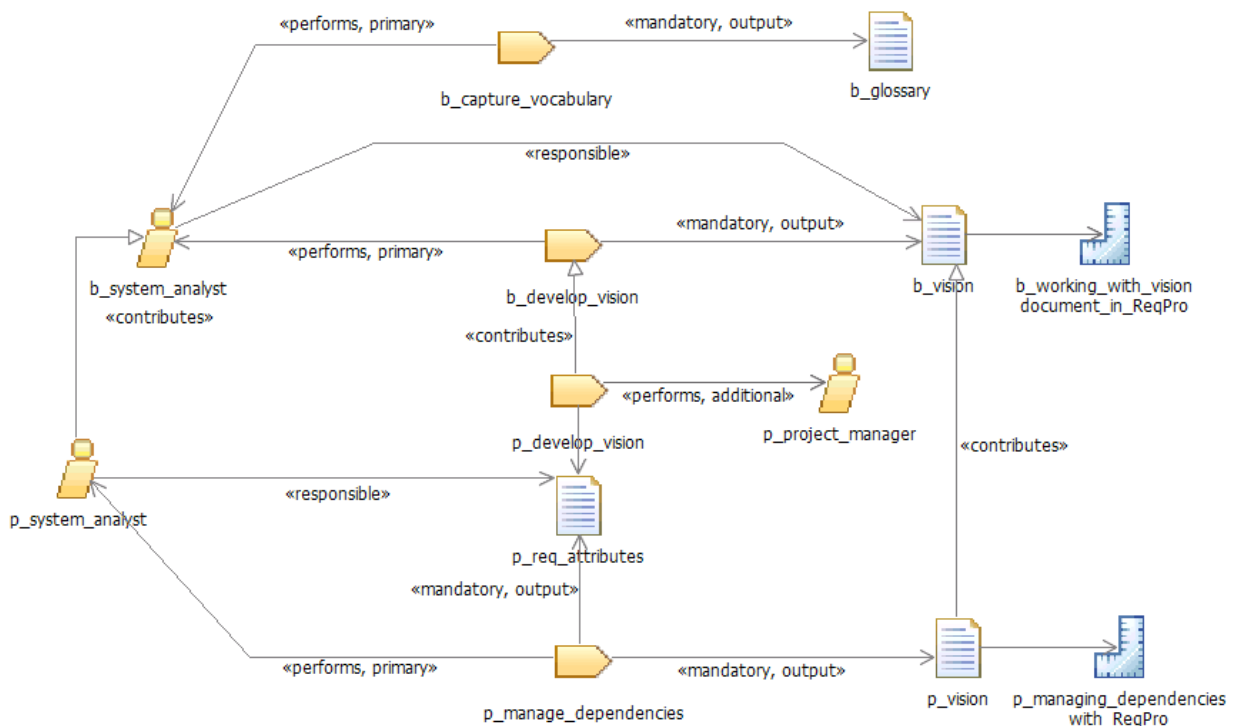 «performs, primary»
«mandatory, output»
b_capture_vocabulary
b_glossary
«responsible»
«mandatory, output»
«performs, primary»
b_system_analyst
b_develop_vision
b_vision
b_working_with_vision
document_in_ReqPro
«contributes»
«contributes»
«performs, additional»
p_develop_vision
p_project_manager
«contributes»
«responsible»
p_system_analyst
p_req_attributes
«mandatory, output»
«performs, primary»
«mandatory, output»
p_manage_dependencies
p_vision
p_managing_dependencies
with_ReqPro